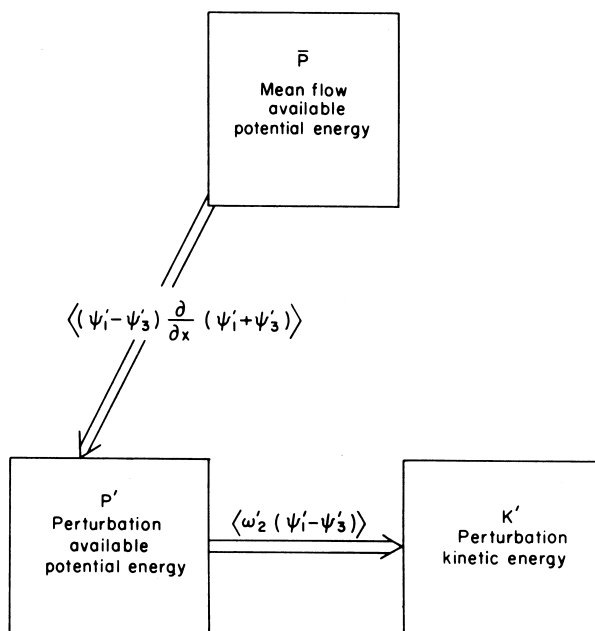 P̄
Mean flow
available
potential energy
⟨(ψ′₁−ψ′₃) ∂/∂x (ψ′₁+ψ′₃)⟩
P′
Perturbation
available
potential energy
⟨ω′₂ (ψ′₁−ψ′₃)⟩
K′
Perturbation
kinetic energy